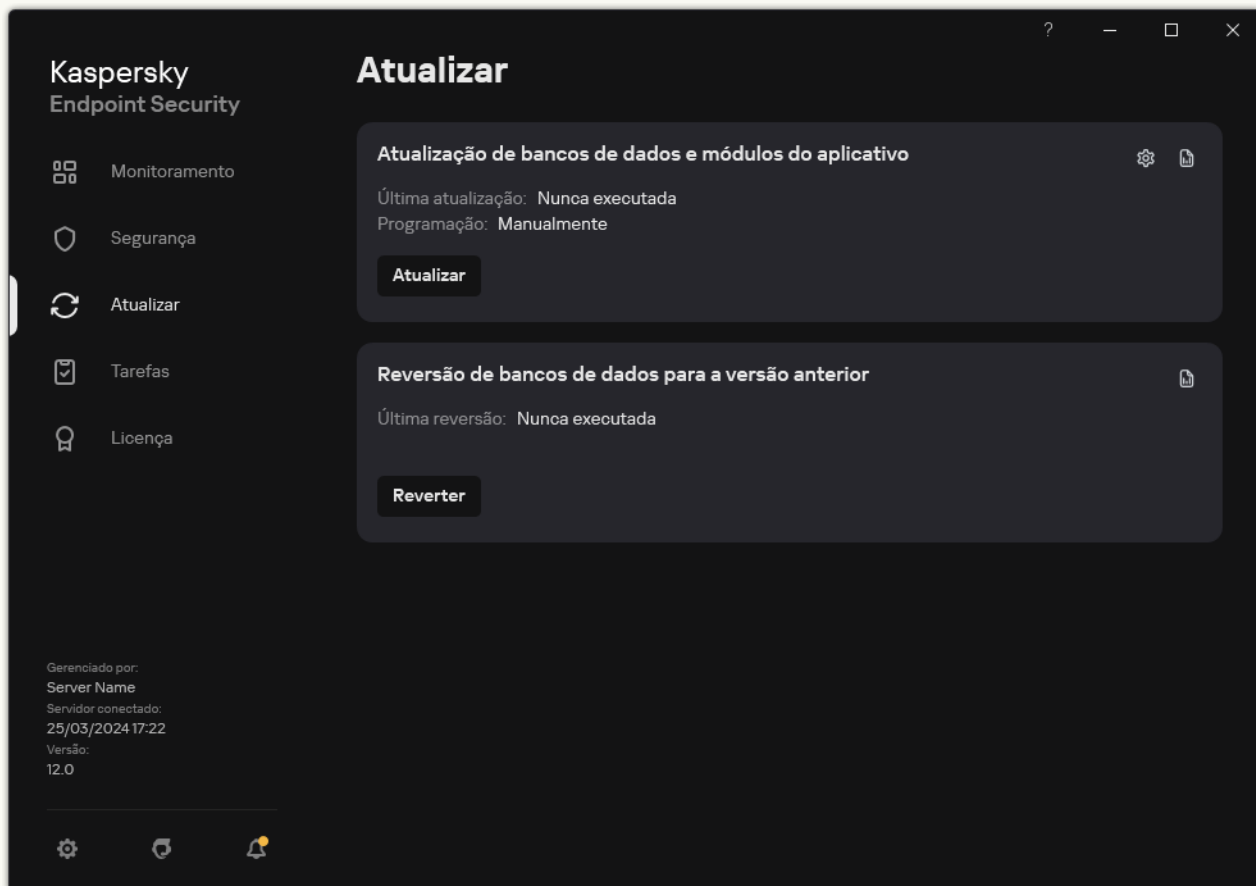 ?
Kaspersky
Endpoint Security
Monitoramento
Segurança
Atualizar
Tarefas
Licença
Gerenciado por:
Server Name
Servidor conectado:
25/03/2024 17:22
Versão:
12.0
Atualizar
Atualização de bancos de dados e módulos do aplicativo
Última atualização: Nunca executada
Programação: Manualmente
Atualizar
Reversão de bancos de dados para a versão anterior
Última reversão: Nunca executada
Reverter